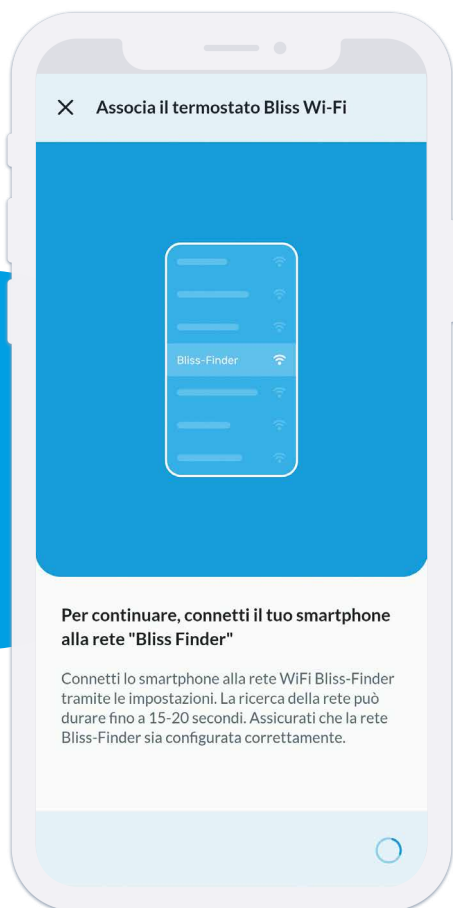 Associa il termostato Bliss Wi-Fi
Bliss-Finder
Per continuare, connetti il tuo smartphone
alla rete "Bliss Finder"
Connetti lo smartphone alla rete WiFi Bliss-Finder
tramite le impostazioni. La ricerca della rete può
durare fino a 15-20 secondi. Assicurati che la rete
Bliss-Finder sia configurata correttamente.